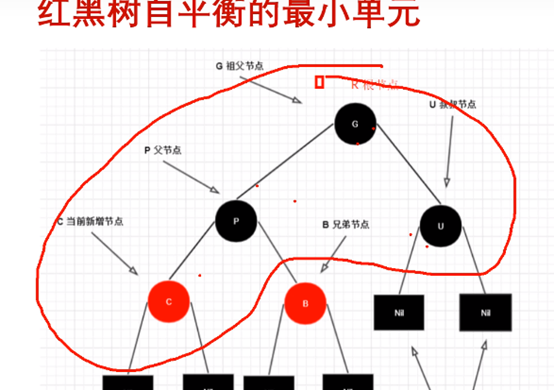 红黑树自平衡的最小单元
G 祖父节点
R 根节点
U 叔叔节点
G
P 父节点
C 当前新增节点
P
B 兄弟节点
U
C
B
Nil
Nil